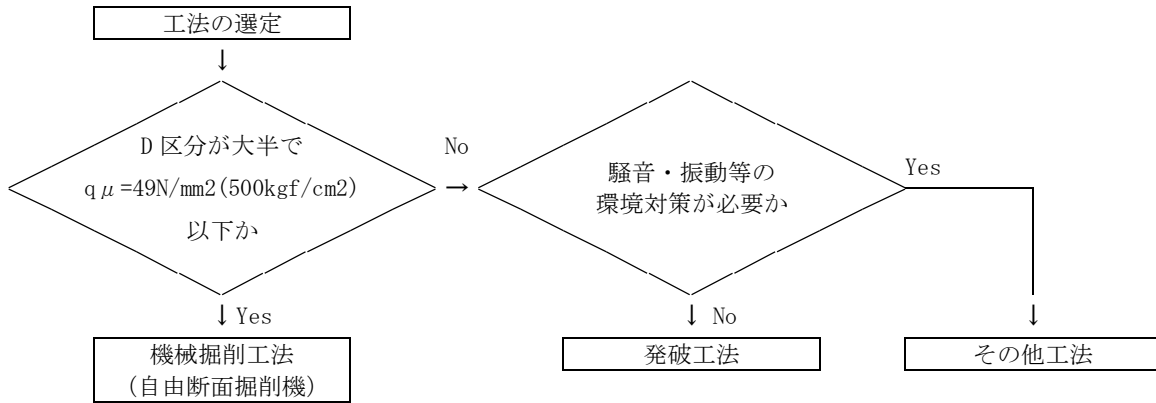 工法の選定
↓
D 区分が大半で
qμ=49N/mm2(500kgf/cm2)
以下か
No
→
騒音・振動等の
環境対策が必要か
Yes
↓ Yes
↓ No
↓
機械掘削工法
(自由断面掘削機)
発破工法
その他工法